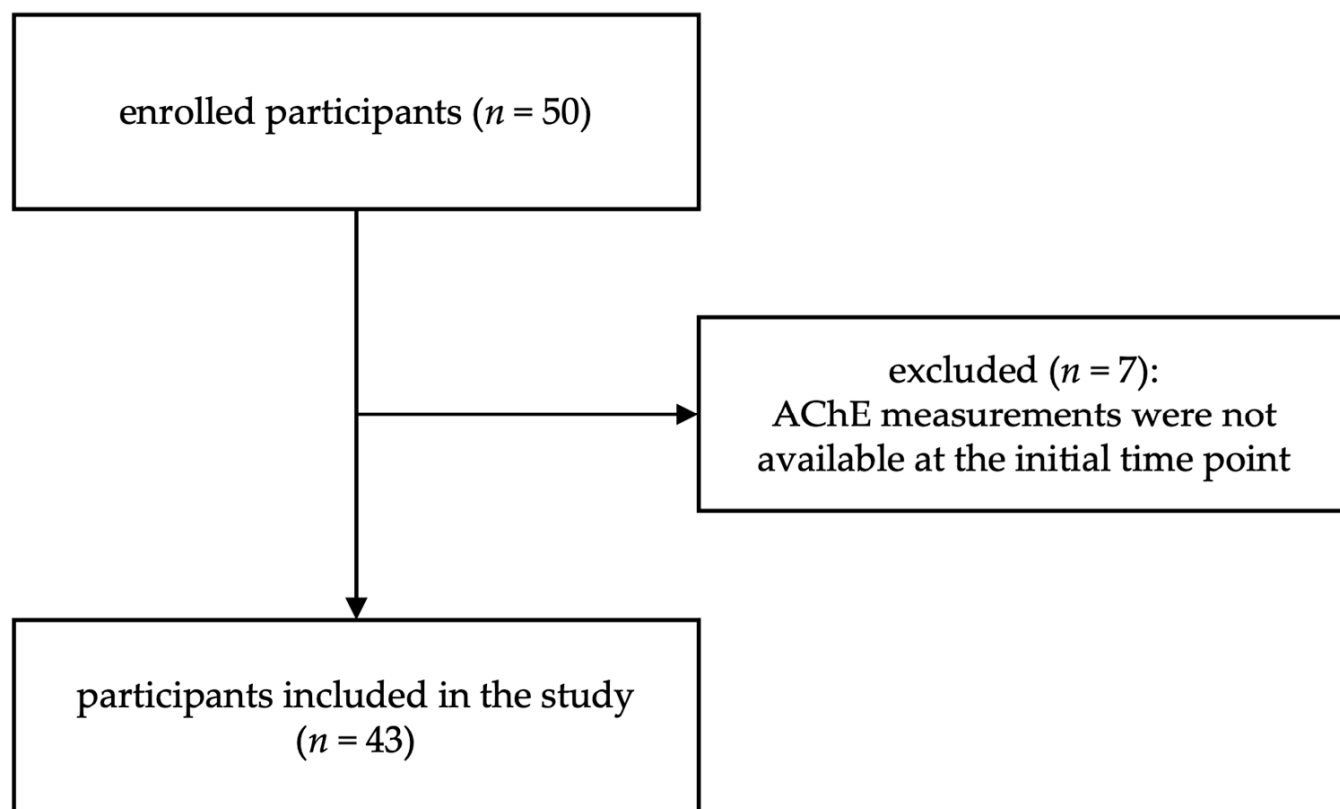 enrolled participants (n = 50)
excluded (n = 7):
AChE measurements were not
available at the initial time point
participants included in the study
(n = 43)